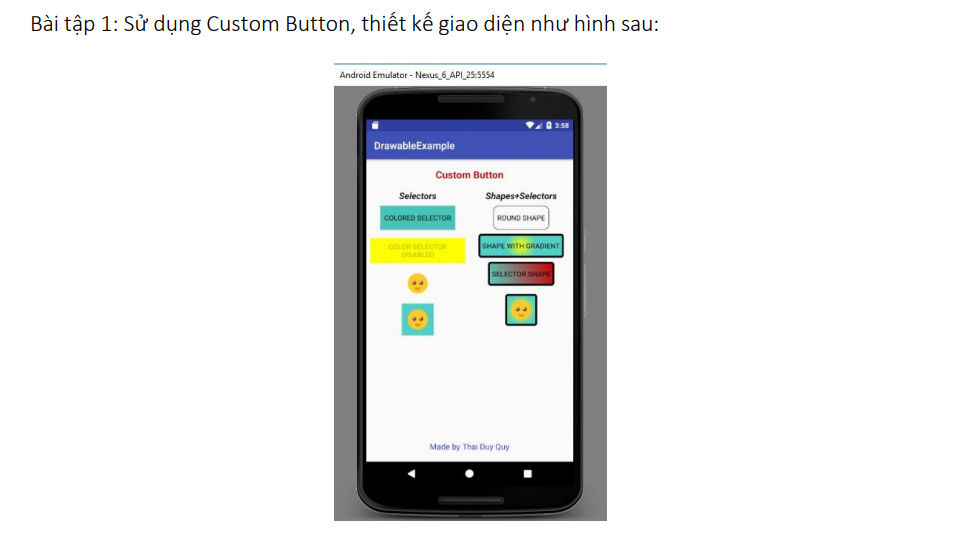 Bài tập 1: Sử dụng Custom Button, thiết kế giao diện như hình sau:
Android Emulator - Nexus_6_API_25:5554
3:58
DrawableExample
Custom Button
Selectors
Shapes+Selectors
COLORED SELECTOR
ROUND SHAPE
COLOR SELECTOR
DISABLED
SHAPE WITH GRADIENT
SELECTOR SHAPE
Made by Thai Duy Quy